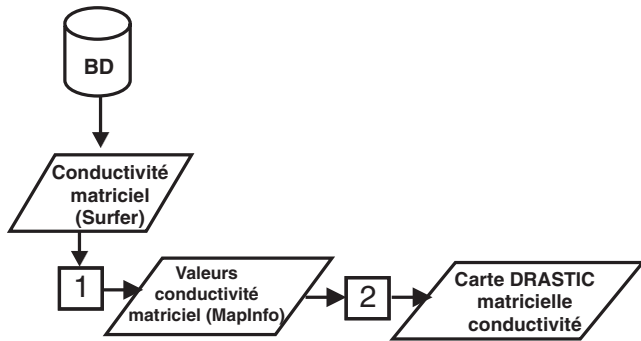 BD
Conductivité
matriciel
(Surfer)
1
Valeurs
conductivité
matriciel (MapInfo)
2
Carte DRASTIC
matricielle
conductivité